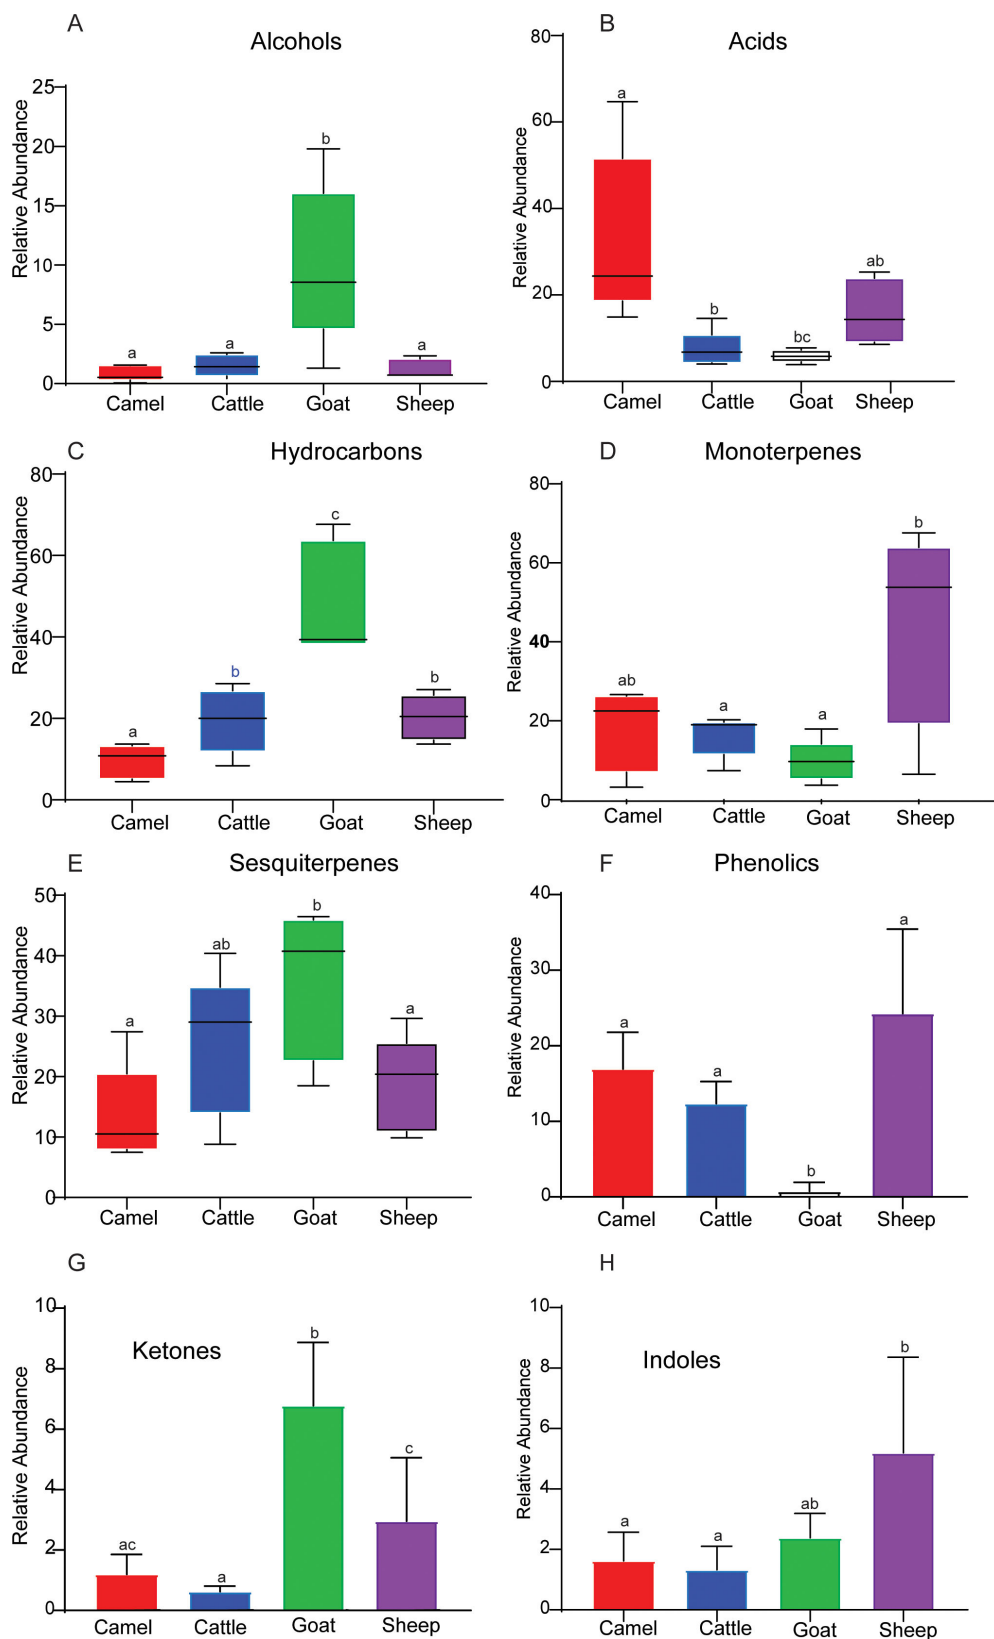 A
Alcohols
Relative Abundance
25
20
15
10
5
0
a
a
b
a
Camel
Cattle
Goat
Sheep
B
Acids
Relative Abundance
80
60
40
20
0
a
b
bc
ab
Camel
Cattle
Goat
Sheep
C
Hydrocarbons
Relative Abundance
80
60
40
20
0
a
b
c
b
Camel
Cattle
Goat
Sheep
D
Monoterpenes
Relative Abundance
80
60
40
20
0
ab
a
a
b
Camel
Cattle
Goat
Sheep
E
Sesquiterpenes
Relative Abundance
50
40
30
20
10
0
a
ab
b
a
Camel
Cattle
Goat
Sheep
F
Phenolics
Relative Abundance
40
30
20
10
0
a
a
b
a
Camel
Cattle
Goat
Sheep
G
Ketones
Relative Abundance
10
8
6
4
2
0
ac
a
b
c
Camel
Cattle
Goat
Sheep
H
Indoles
Relative Abundance
10
8
6
4
2
0
a
a
ab
b
Camel
Cattle
Goat
Sheep